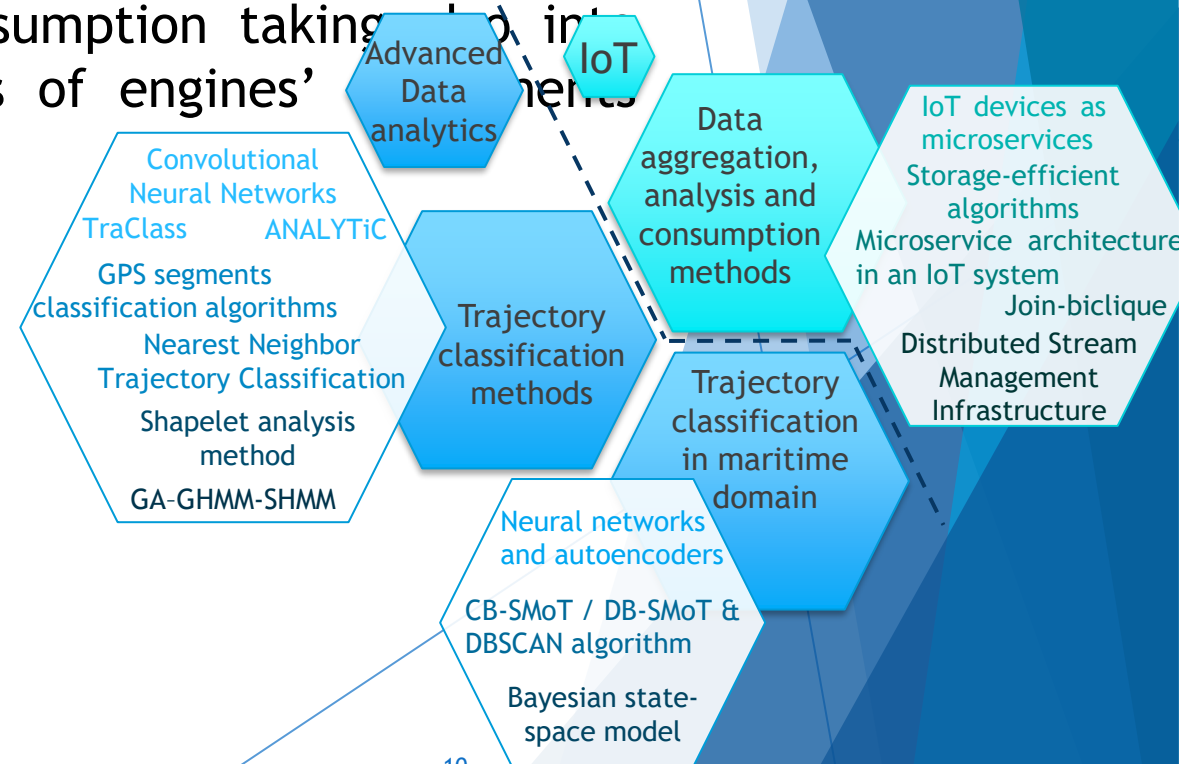 sumption taking
of engines’
Advanced
Data
analytics
IoT
Convolutional
Neural Networks
TraClass ANALYTiC
GPS segments
classification algorithms
Nearest Neighbor
Trajectory Classification
Shapelet analysis
method
GA–GHMM-SHMM
Trajectory
classification
methods
Data
aggregation,
analysis and
consumption
methods
IoT devices as
microservices
Storage-efficient
algorithms
Microservice architecture
in an IoT system
Join-biclique
Distributed Stream
Management
Infrastructure
Trajectory
classification
in maritime
domain
Neural networks
and autoencoders
CB-SMoT / DB-SMoT &
DBSCAN algorithm
Bayesian state-
space model